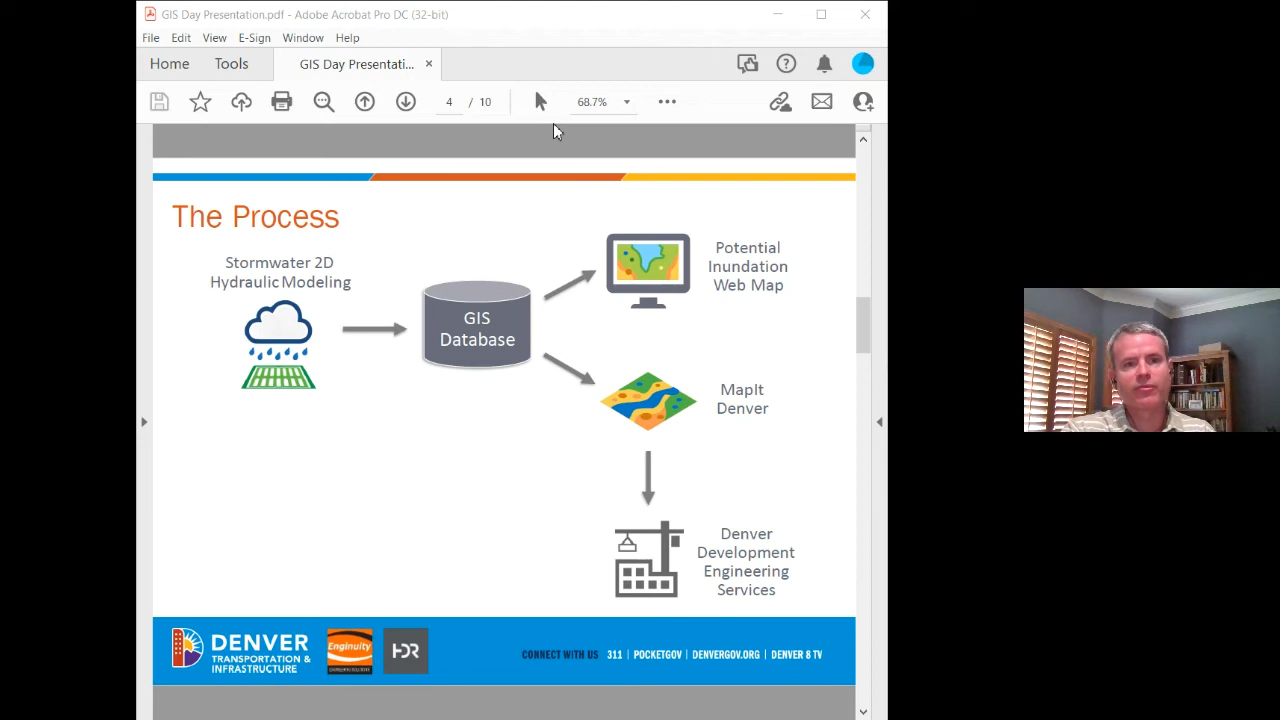 GIS Day Presentation.pdf - Adobe Acrobat Pro DC (32-bit)
File Edit View E-Sign Window Help
Home Tools GIS Day Presentati... ×
4 / 10 68.7%
The Process
Stormwater 2D
Hydraulic Modeling
GIS
Database
Potential
Inundation
Web Map
MapIt
Denver
Denver
Development
Engineering
Services
DENVER
TRANSPORTATION &
INFRASTRUCTURE
Enginuity
HDR
CONNECT WITH US 311 | POCKETGOV | DENVERGOV.ORG | DENVER 8 TV